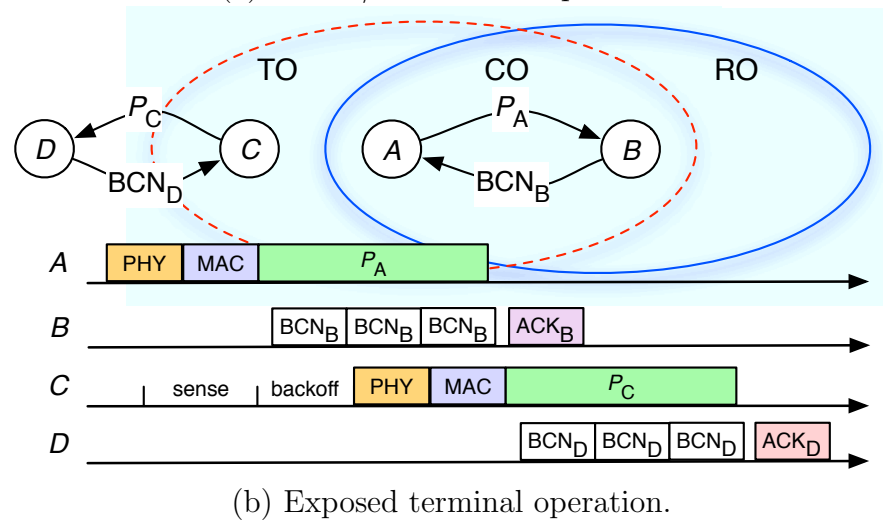 TO CO RO
P_C P_A
D C A B
BCN_D BCN_B
A PHY MAC P_A
B BCN_B BCN_B BCN_B ACK_B
C sense backoff PHY MAC P_C
D BCN_D BCN_D BCN_D ACK_D
(b) Exposed terminal operation.